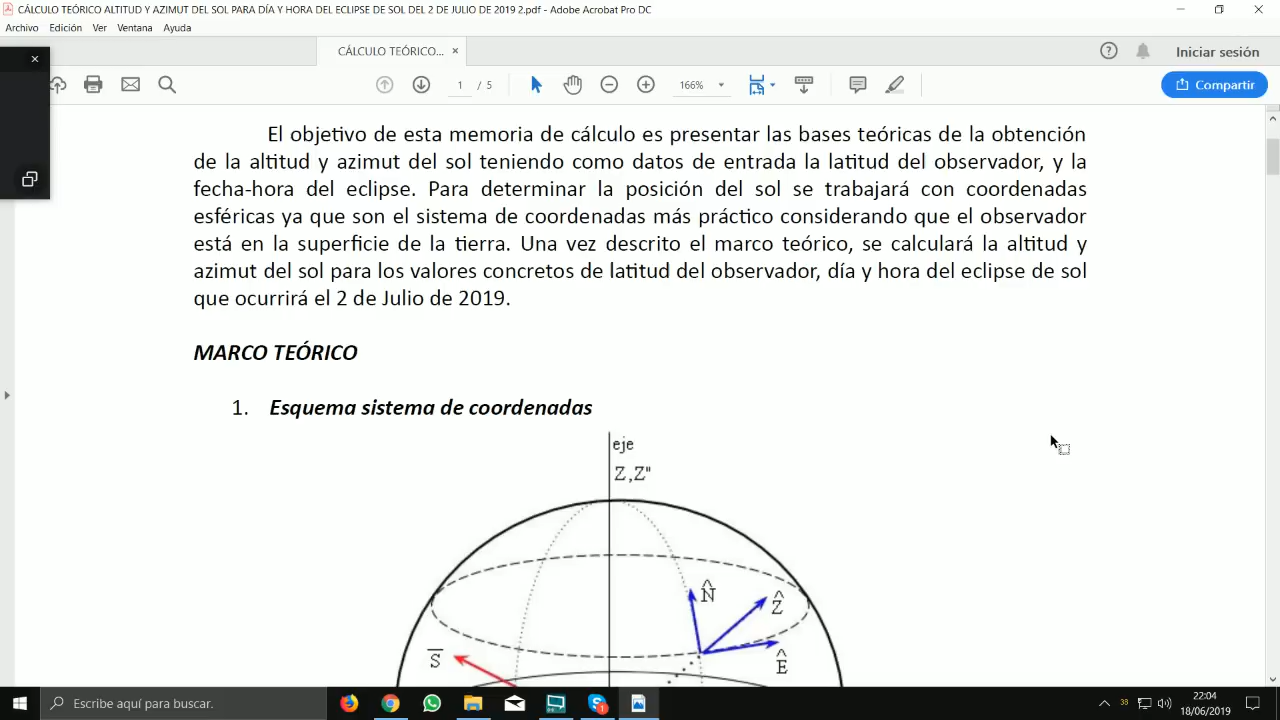 CÁLCULO TEÓRICO ALTITUD Y AZIMUT DEL SOL PARA DÍA Y HORA DEL ECLIPSE DE SOL DEL 2 DE JULIO DE 2019 2.pdf - Adobe Acrobat Pro DC
Archivo Edición Ver Ventana Ayuda
CÁLCULO TEÓRICO... ×
Iniciar sesión
1 / 5
166%
Compartir
El objetivo de esta memoria de cálculo es presentar las bases teóricas de la obtención
de la altitud y azimut del sol teniendo como datos de entrada la latitud del observador, y la
fecha-hora del eclipse. Para determinar la posición del sol se trabajará con coordenadas
esféricas ya que son el sistema de coordenadas más práctico considerando que el observador
está en la superficie de la tierra. Una vez descrito el marco teórico, se calculará la altitud y
azimut del sol para los valores concretos de latitud del observador, día y hora del eclipse de sol
que ocurrirá el 2 de Julio de 2019.
MARCO TEÓRICO
1. Esquema sistema de coordenadas
eje
Z,Z"
N̂
Ẑ
S̅
Ê
Escribe aquí para buscar.
38
22:04
18/06/2019